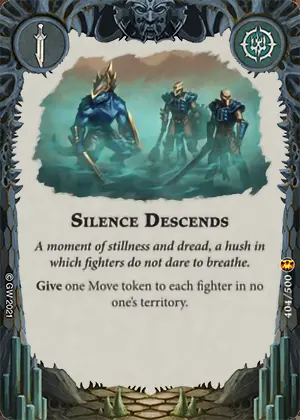 SILENCE DESCENDS
A moment of stillness and dread, a hush in
which fighters do not dare to breathe.
Give one Move token to each fighter in no
one's territory.
© GW 2021
404/500